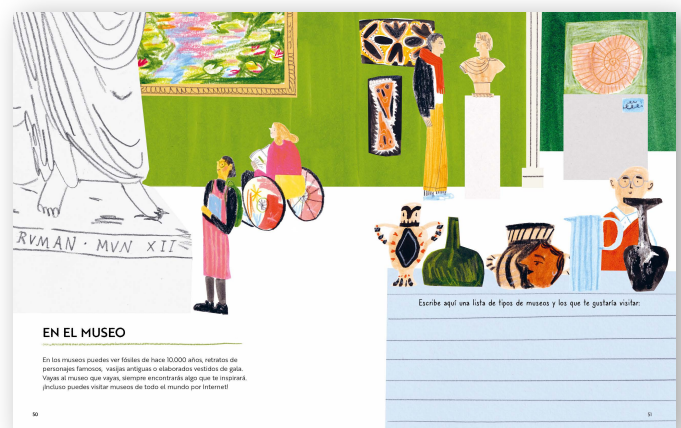 RVMAN · MVN XII
EN EL MUSEO
En los museos puedes ver fósiles de hace 10.000 años, retratos de
personajes famosos, vasijas antiguas o elaborados vestidos de gala.
Vayas al museo que vayas, siempre encontrarás algo que te inspirará.
¡Incluso puedes visitar museos de todo el mundo por Internet!
50
Escribe aquí una lista de tipos de museos y los que te gustaría visitar:
51